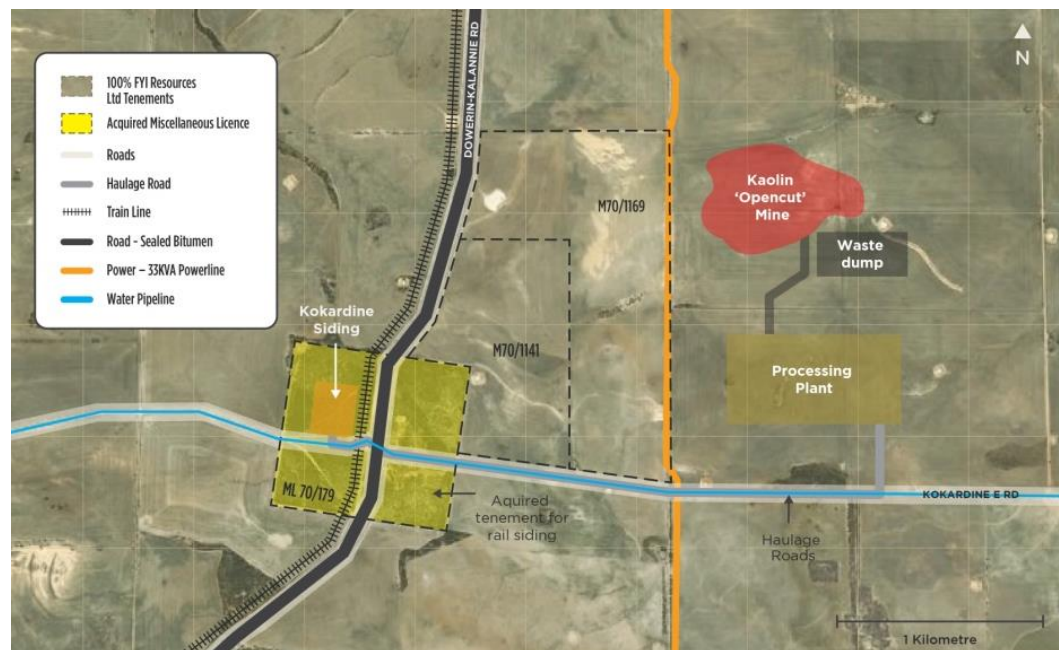 100% FYI Resources
Ltd Tenements
Acquired Miscellaneous Licence
Roads
Haulage Road
Train Line
Road - Sealed Bitumen
Power – 33KVA Powerline
Water Pipeline
DOWERIN-KALANNIE RD
N
M70/1169
Kaolin
‘Opencut’
Mine
Waste
dump
Kokardine
Siding
M70/1141
Processing
Plant
ML 70/179
Aquired
tenement for
rail siding
KOKARDINE E RD
Haulage
Roads
1 Kilometre